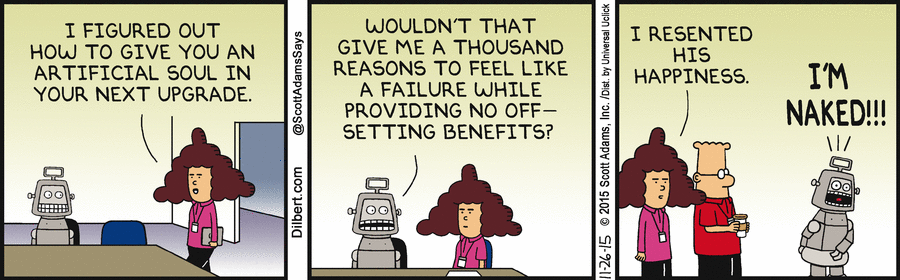 I FIGURED OUT
HOW TO GIVE YOU AN
ARTIFICIAL SOUL IN
YOUR NEXT UPGRADE.
Dilbert.com @ScottAdamsSays
WOULDN'T THAT
GIVE ME A THOUSAND
REASONS TO FEEL LIKE
A FAILURE WHILE
PROVIDING NO OFF–
SETTING BENEFITS?
11-26-15 © 2015 Scott Adams, Inc. /Dist. by Universal Uclick
I RESENTED
HIS
HAPPINESS.
I'M
NAKED!!!